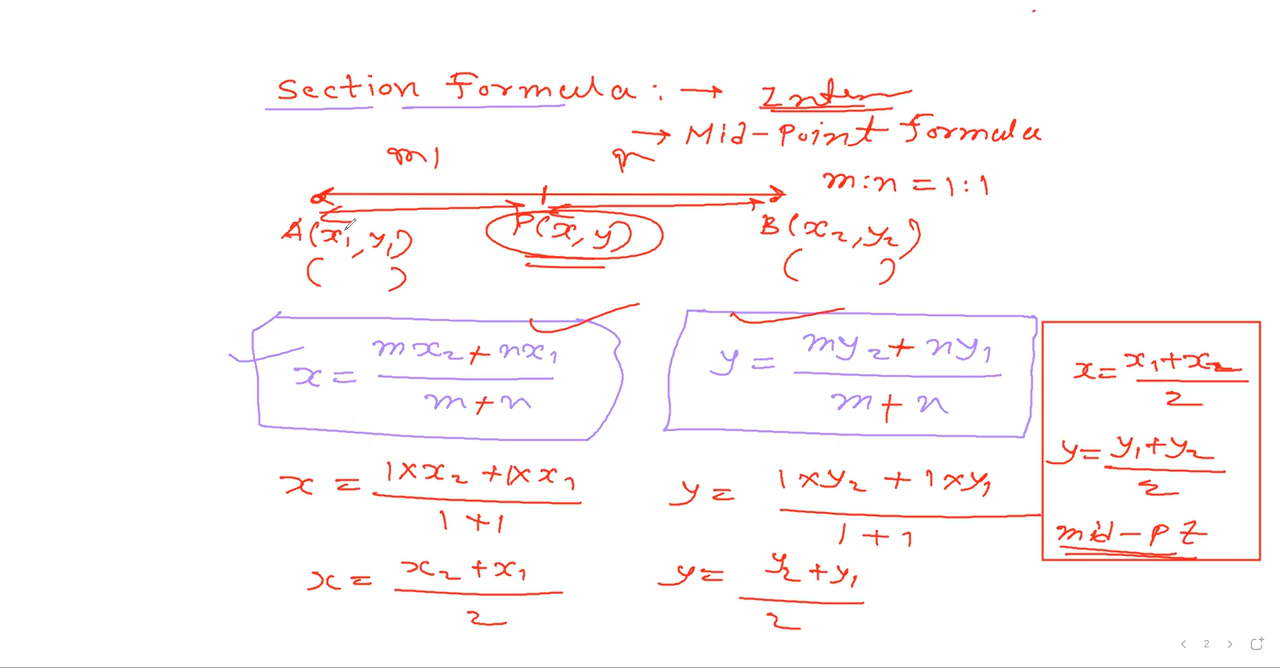 Section Formula : → Inter
→ Mid-Point Formula
m n m:n = 1:1
A(x₁, y₁) P(x, y) B(x₂, y₂)
( ) ( )
x = (mx₂ + nx₁)/(m + n) y = (my₂ + ny₁)/(m + n) x = (x₁ + x₂)/2
x = (1×x₂ + 1×x₁)/(1 + 1) y = (1×y₂ + 1×y₁)/(1 + 1) y = (y₁ + y₂)/2
mid-pt
x = (x₂ + x₁)/2 y = (y₂ + y₁)/2
< 2 >